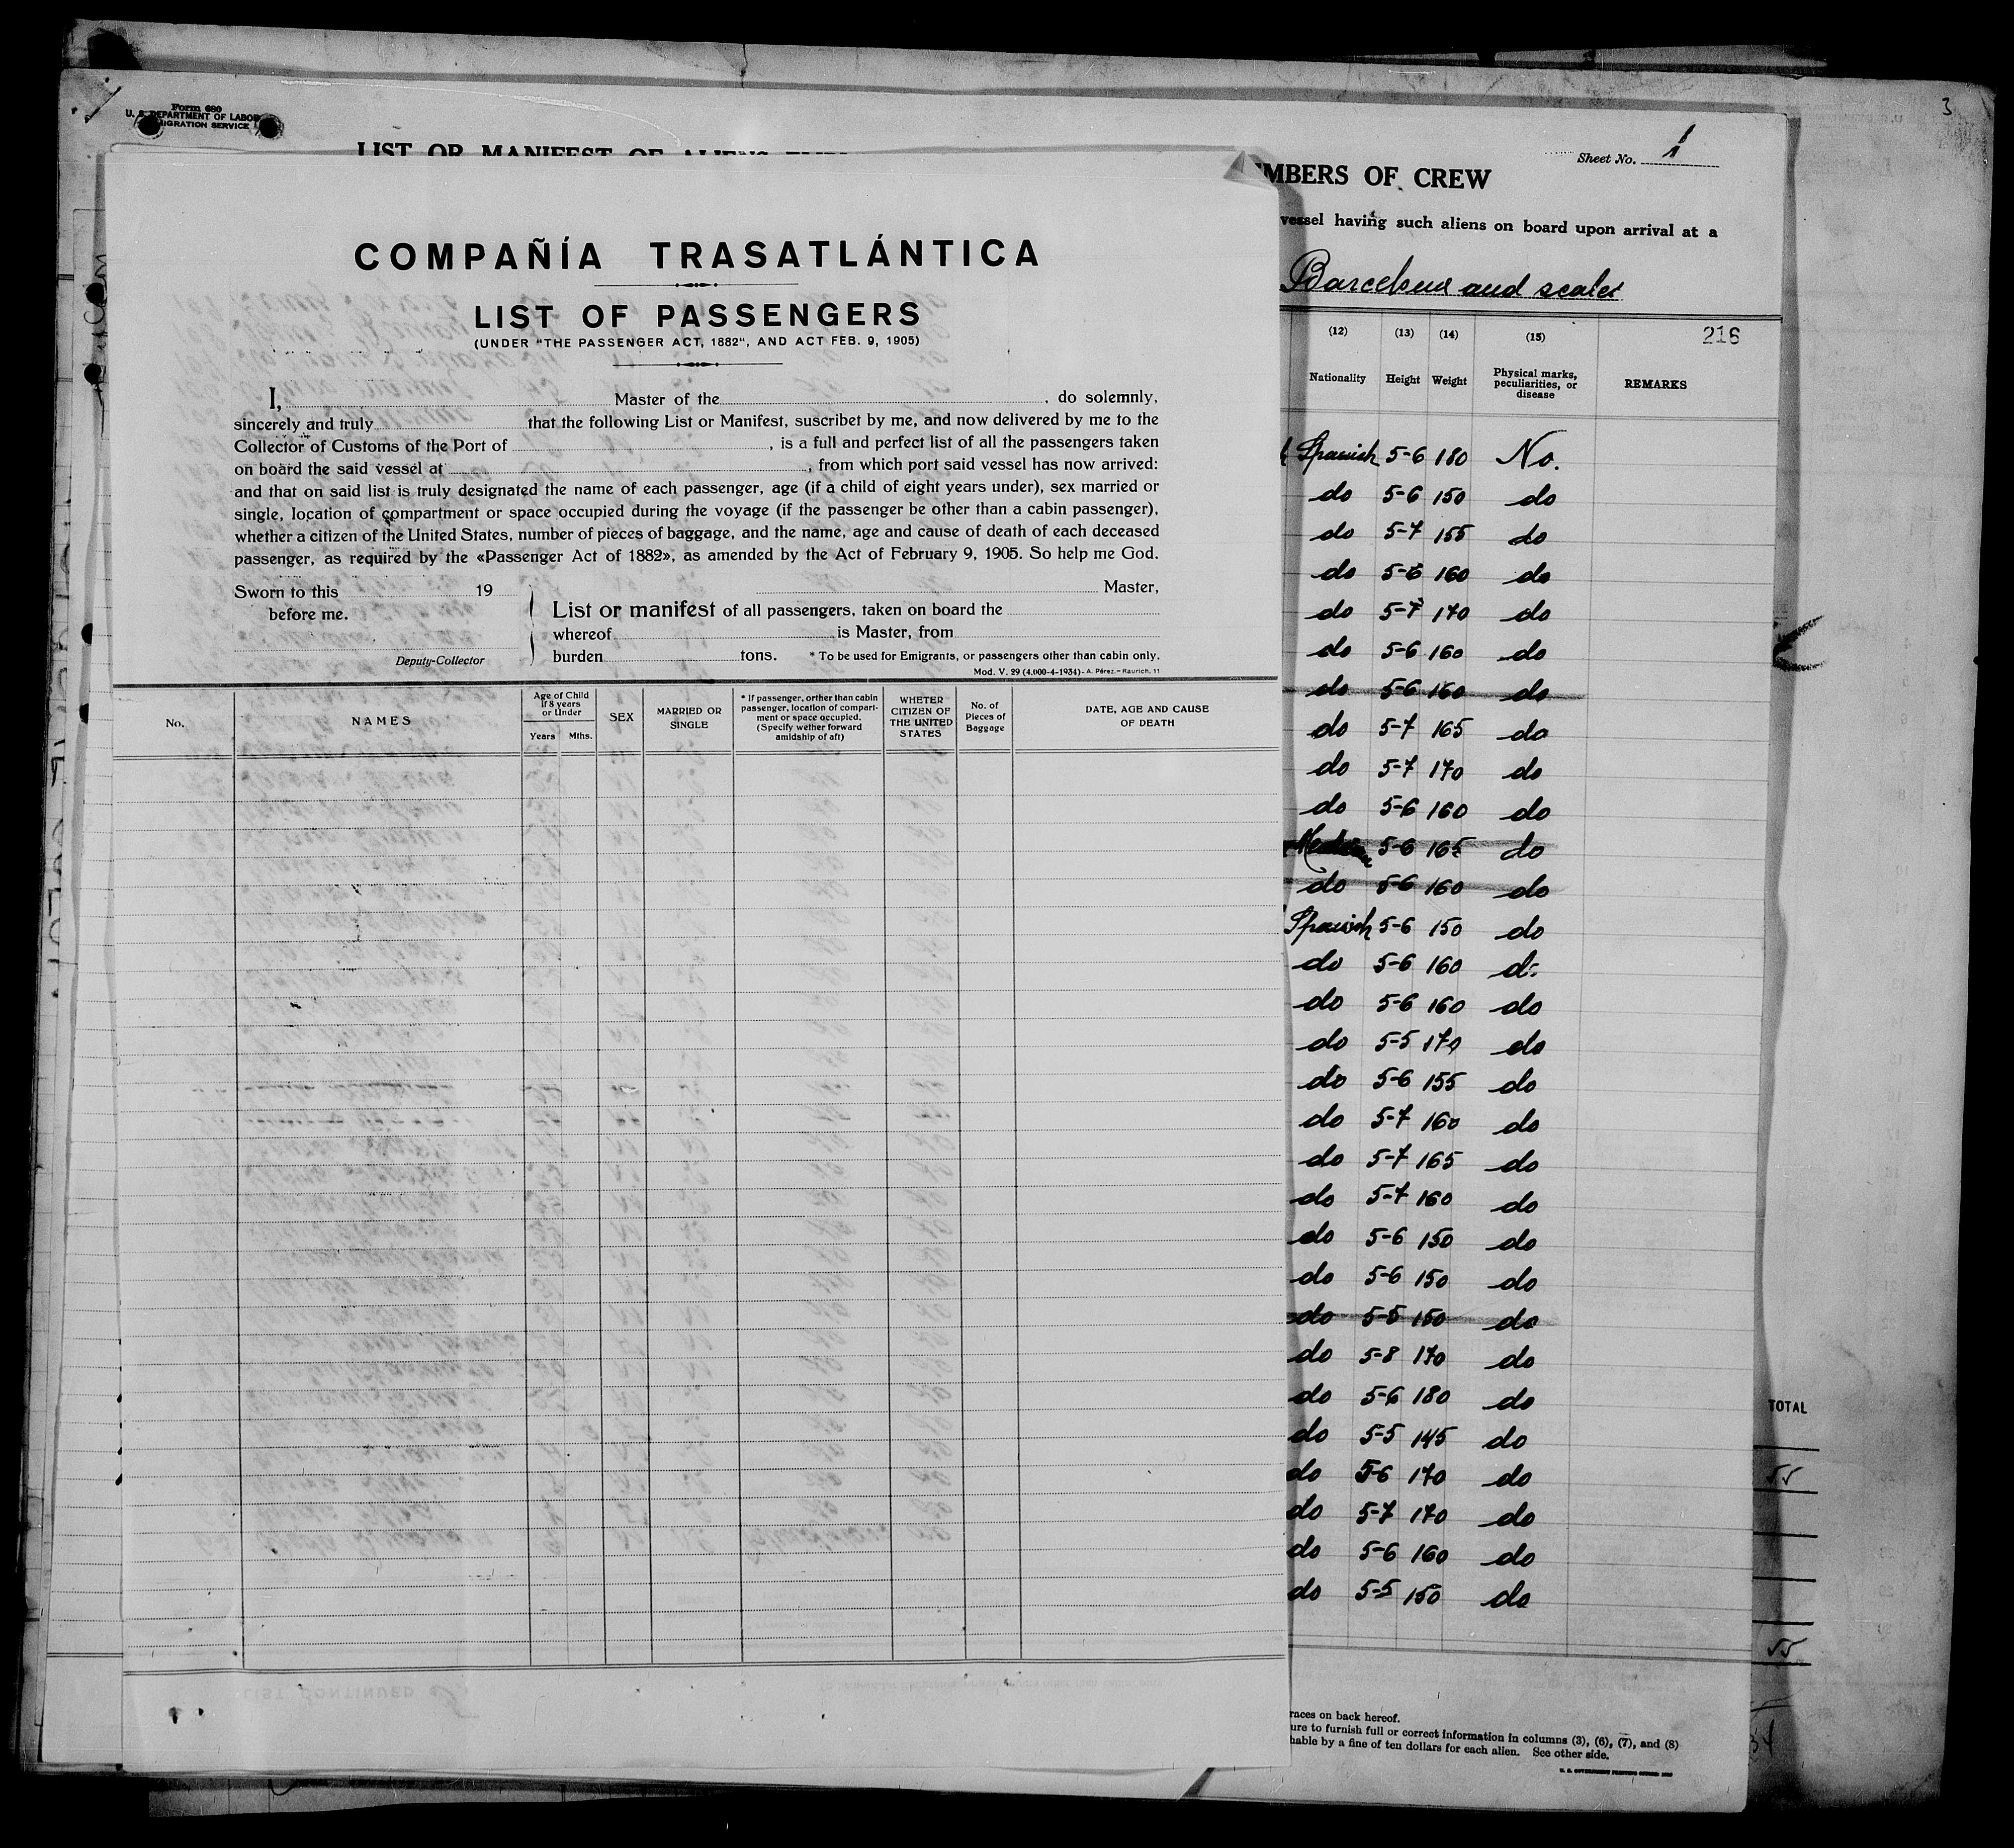 3
Form 680
U. S. DEPARTMENT OF LABOR
IMMIGRATION SERVICE
LIST OR MANIFEST OF ALIENS
Sheet No. 1
MBERS OF CREW
vessel having such aliens on board upon arrival at a
Barcelona and scales
COMPAÑÍA TRASATLÁNTICA
LIST OF PASSENGERS
(UNDER "THE PASSENGER ACT, 1882", AND ACT FEB. 9, 1905)
I, Master of the , do solemnly,
sincerely and truly that the following List or Manifest, suscribet by me, and now delivered by me to the
Collector of Customs of the Port of , is a full and perfect list of all the passengers taken
on board the said vessel at , from which port said vessel has now arrived:
and that on said list is truly designated the name of each passenger, age (if a child of eight years under), sex married or
single, location of compartment or space occupied during the voyage (if the passenger be other than a cabin passenger),
whether a citizen of the United States, number of pieces of baggage, and the name, age and cause of death of each deceased
passenger, as required by the «Passenger Act of 1882», as amended by the Act of February 9, 1905. So help me God.
Sworn to this 19
before me.
Deputy-Collector
Master,
List or manifest of all passengers, taken on board the
whereof is Master, from
burden tons. * To be used for Emigrants, or passengers other than cabin only.
Mod. V. 29 (4.000-4-1934) - A. Pérez.- Raurich, 11
No.
NAMES
Age of Child
if 8 years
or Under
Years Mths.
SEX
MARRIED OR
SINGLE
* If passenger, orther than cabin
passenger, location of compart-
ment or space occupied.
(Specify wether forward
amidship of aft)
WHETER
CITIZEN OF
THE UNITED
STATES
No. of
Pieces of
Baggage
DATE, AGE AND CAUSE
OF DEATH
(12) (13) (14) (15) 216
Nationality Height Weight Physical marks,
peculiarities, or
disease
REMARKS
Spanish 5-6 180 No.
do 5-6 150 do
do 5-7 155 do
do 5-6 160 do
do 5-7 170 do
do 5-6 160 do
do 5-6 160 do
do 5-7 165 do
do 5-7 170 do
do 5-6 160 do
5-6 165 do
do 5-6 160 do
Spanish 5-6 150 do
do 5-6 160 do
do 5-6 160 do
do 5-5 170 do
do 5-6 155 do
do 5-7 160 do
do 5-7 165 do
do 5-7 160 do
do 5-6 150 do
do 5-6 150 do
do 5-5 150 do
do 5-8 170 do
do 5-6 180 do
do 5-5 145 do
do 5-6 170 do
do 5-7 170 do
do 5-6 160 do
do 5-5 150 do
TOTAL
55
55
races on back hereof.
ure to furnish full or correct information in columns (3), (6), (7), and (8)
hable by a fine of ten dollars for each alien. See other side.